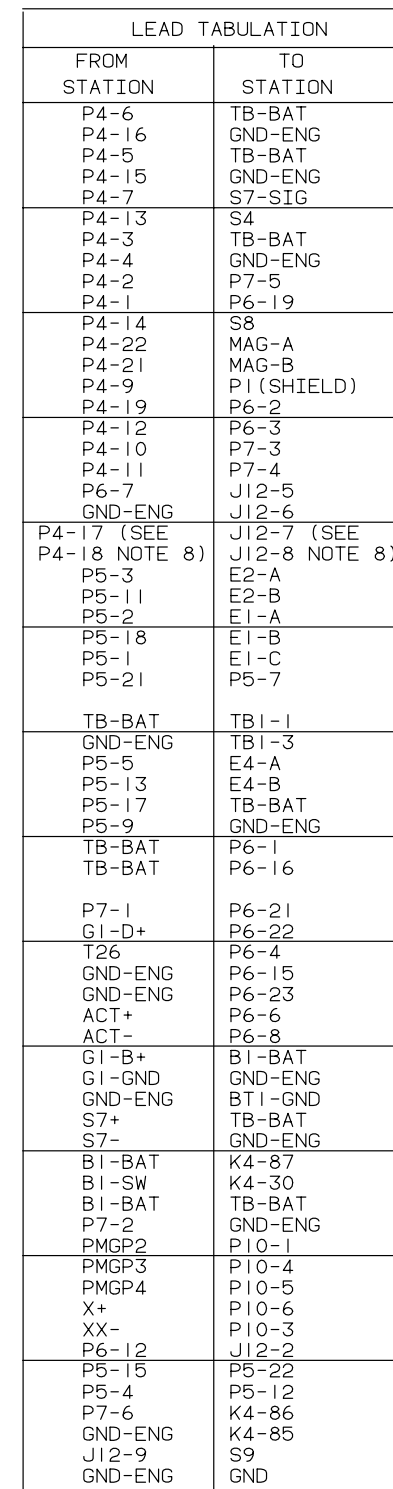 LEAD TABULATION
FROM STATION TO STATION
P4-6 TB-BAT
P4-16 GND-ENG
P4-5 TB-BAT
P4-15 GND-ENG
P4-7 S7-SIG
P4-13 S4
P4-3 TB-BAT
P4-4 GND-ENG
P4-2 P7-5
P4-1 P6-19
P4-14 S8
P4-22 MAG-A
P4-21 MAG-B
P4-9 P1(SHIELD)
P4-19 P6-2
P4-12 P6-3
P4-10 P7-3
P4-11 P7-4
P6-7 J12-5
GND-ENG J12-6
P4-17 (SEE J12-7 (SEE
P4-18 NOTE 8) J12-8 NOTE 8)
P5-3 E2-A
P5-11 E2-B
P5-2 E1-A
P5-18 E1-B
P5-1 E1-C
P5-21 P5-7
TB-BAT TB1-1
GND-ENG TB1-3
P5-5 E4-A
P5-13 E4-B
P5-17 TB-BAT
P5-9 GND-ENG
TB-BAT P6-1
TB-BAT P6-16
P7-1 P6-21
G1-D+ P6-22
T26 P6-4
GND-ENG P6-15
GND-ENG P6-23
ACT+ P6-6
ACT- P6-8
G1-B+ B1-BAT
G1-GND GND-ENG
GND-ENG BT1-GND
S7+ TB-BAT
S7- GND-ENG
B1-BAT K4-87
B1-SW K4-30
B1-BAT TB-BAT
P7-2 GND-ENG
PMGP2 P10-1
PMGP3 P10-4
PMGP4 P10-5
X+ P10-6
XX- P10-3
P6-12 J12-2
P5-15 P5-22
P5-4 P5-12
P7-6 K4-86
GND-ENG K4-85
J12-9 S9
GND-ENG GND